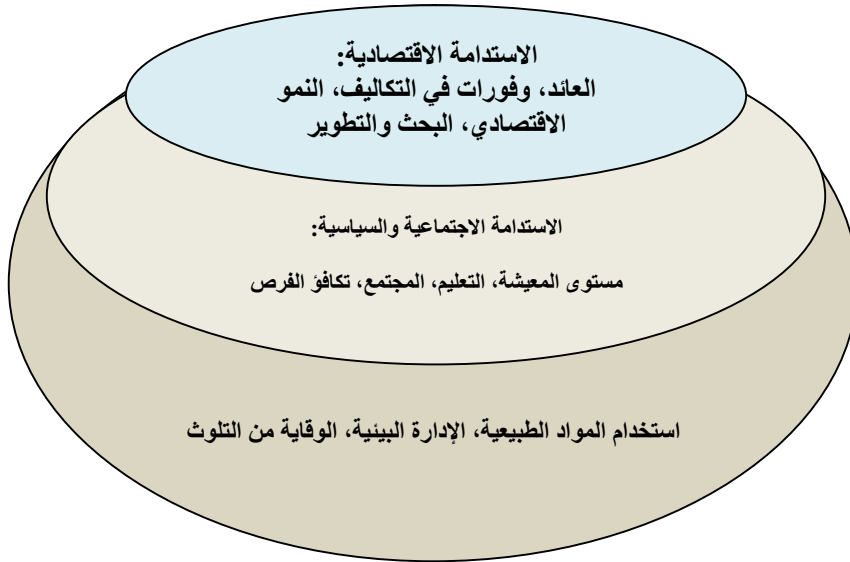 الاستدامة الاقتصادية:
العائد، وفورات في التكاليف، النمو
الاقتصادي، البحث والتطوير
الاستدامة الاجتماعية والسياسية:
مستوى المعيشة، التعليم، المجتمع، تكافؤ الفرص
استخدام المواد الطبيعية، الإدارة البيئية، الوقاية من التلوث